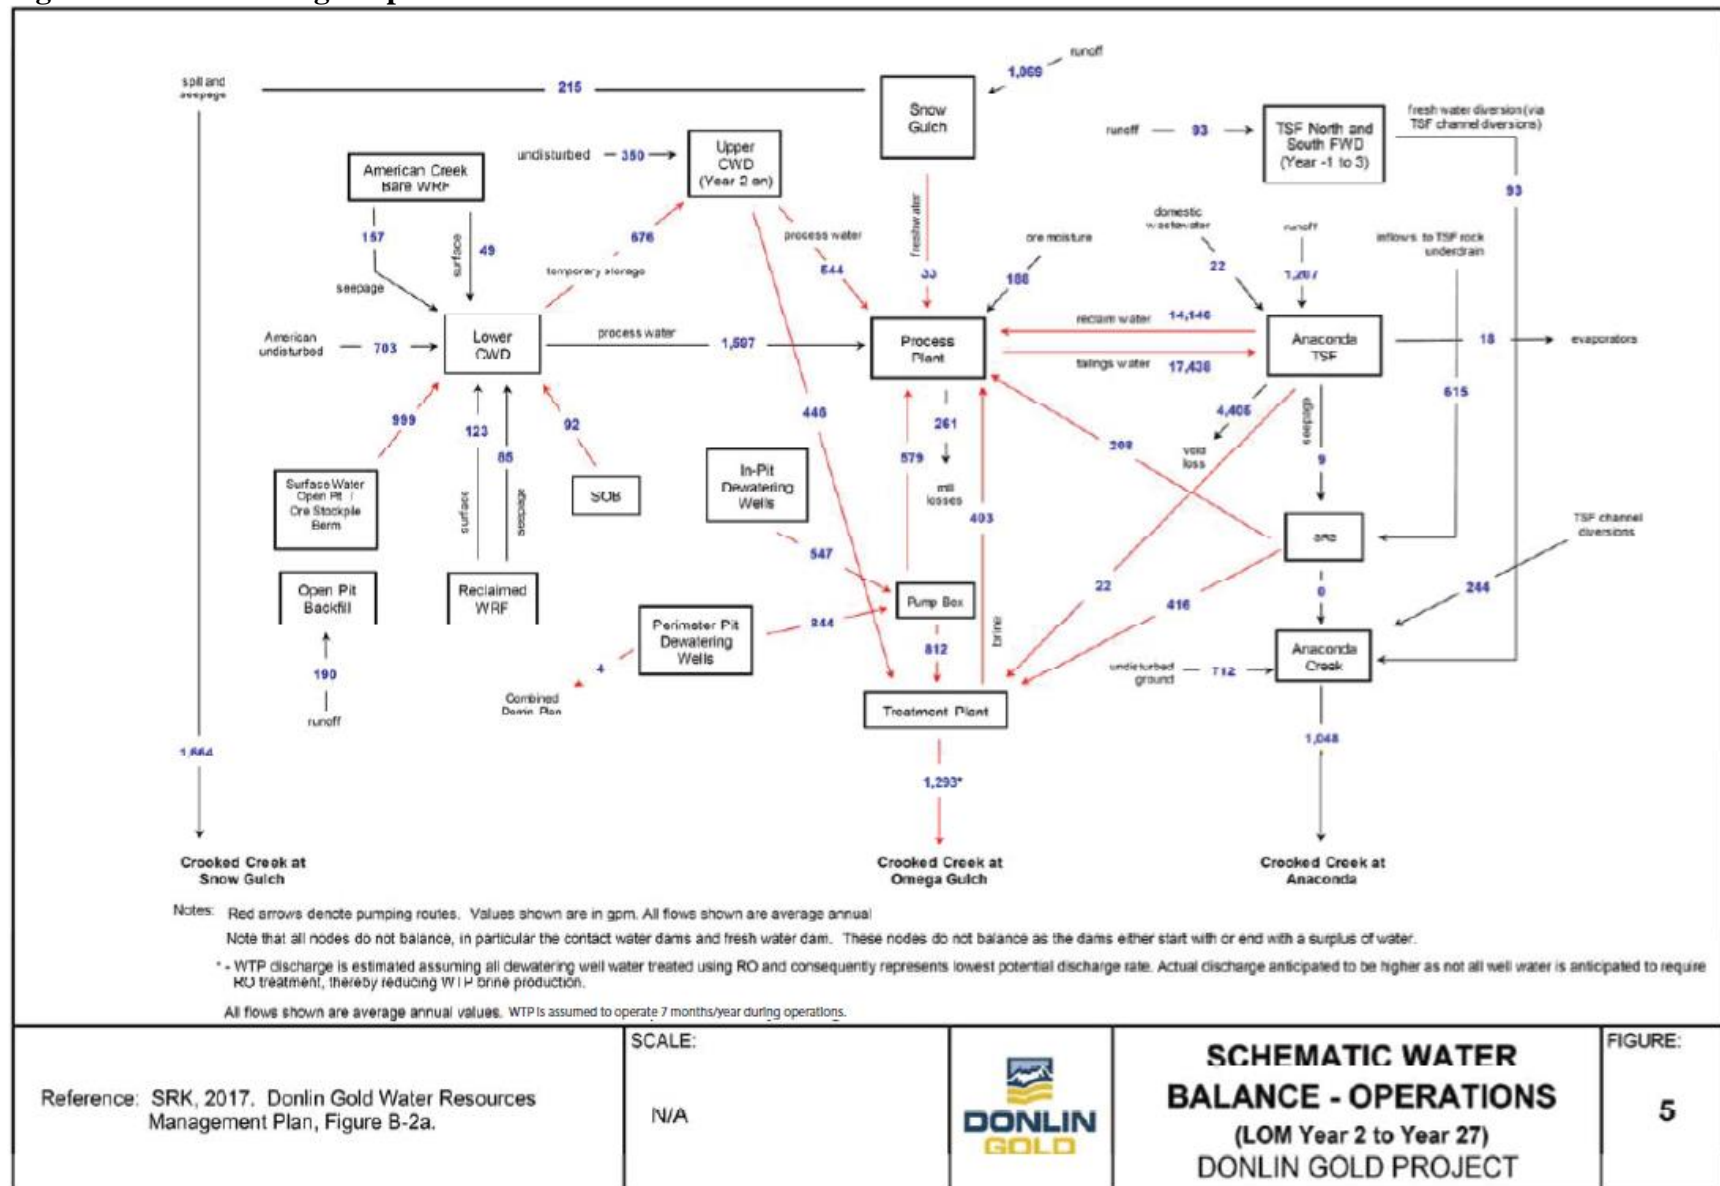 spill and
seepage
215
Snow
Gulch
1,069
runoff
undisturbed
350
Upper
CWD
(Year 2 on)
runoff
93
TSF North and
South FWD
(Year -1 to 3)
fresh water diversion (via
TSF channel diversions)
93
American Creek
Bare WRF
157
seepage
surface
49
temporary storage
676
process water
544
freshwater
33
ore moisture
188
domestic
wastewater
22
runoff
inflows to TSF rock
underdrain
615
American
undisturbed
703
Lower
CWD
process water
1,597
Process
Plant
reclaim water
14,146
tailings water
17,436
Anaconda
TSF
18
evaporators
999
123
85
92
446
579
261
mill
losses
403
208
4,405
void
loss
seepage
9
Surface Water
Open Pit /
Ore Stockpile
Berm
surface
seepage
SOB
In-Pit
Dewatering
Wells
547
TSF channel
diversions
244
Open Pit
Backfill
190
runoff
Reclaimed
WRF
Perimeter Pit
Dewatering
Wells
844
4
Combined
Pump Box
812
brine
22
416
0
undisturbed
ground
712
Anaconda
Creek
Treatment Plant
1,664
1,293*
1,048
Crooked Creek at
Snow Gulch
Crooked Creek at
Omega Gulch
Crooked Creek at
Anaconda
Notes: Red arrows denote pumping routes. Values shown are in gpm. All flows shown are average annual
Note that all nodes do not balance, in particular the contact water dams and fresh water dam. These nodes do not balance as the dams either start with or end with a surplus of water.
* - WTP discharge is estimated assuming all dewatering well water treated using RO and consequently represents lowest potential discharge rate. Actual discharge anticipated to be higher as not all well water is anticipated to require
RO treatment, thereby reducing WTP brine production.
All flows shown are average annual values. WTP is assumed to operate 7 months/year during operations.
Reference: SRK, 2017. Donlin Gold Water Resources
Management Plan, Figure B-2a.
SCALE:
N/A
DONLIN
GOLD
SCHEMATIC WATER
BALANCE - OPERATIONS
(LOM Year 2 to Year 27)
DONLIN GOLD PROJECT
FIGURE:
5